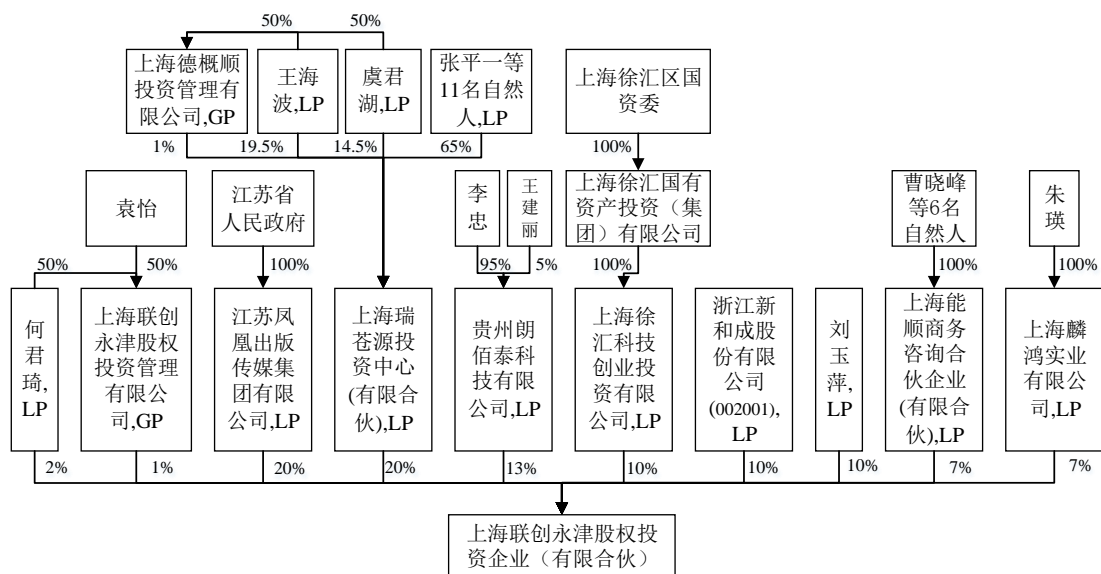 50%
50%
上海德概顺
投资管理有
限公司,GP
王海
波,LP
虞君
湖,LP
张平一等
11名自然
人,LP
上海徐汇区国
资委
1%
19.5%
14.5%
65%
100%
袁怡
江苏省
人民政府
李
忠
王
建
丽
上海徐汇国有
资产投资（集
团）有限公司
曹晓峰
等6名
自然人
朱
瑛
50%
50%
100%
95%
5%
100%
100%
100%
何
君
琦,
LP
上海联创
永津股权
投资管理
有限公
司,GP
江苏凤
凰出版
传媒集
团有限
公司,LP
上海瑞
苍源投
资中心
(有限合
伙),LP
贵州朗
佰泰科
技有限
公司,LP
上海徐
汇科技
创业投
资有限
公司,LP
浙江新
和成股
份有限
公司
(002001),
LP
刘
玉
萍,
LP
上海能
顺商务
咨询合
伙企业
(有限合
伙),LP
上海麟
鸿实业
有限公
司,LP
2%
1%
20%
20%
13%
10%
10%
10%
7%
7%
上海联创永津股权投
资企业（有限合伙）